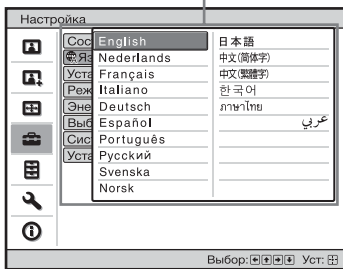 Настройка
English
Nederlands
Français
Italiano
Deutsch
Español
Português
Русский
Svenska
Norsk
日本語
中文(简体字)
中文(繁體字)
한국어
ภาษาไทย
عربي
Сос
Яз
Уста
Реж
Эне
Выб
Сис
Уста
Выбор: Уст: